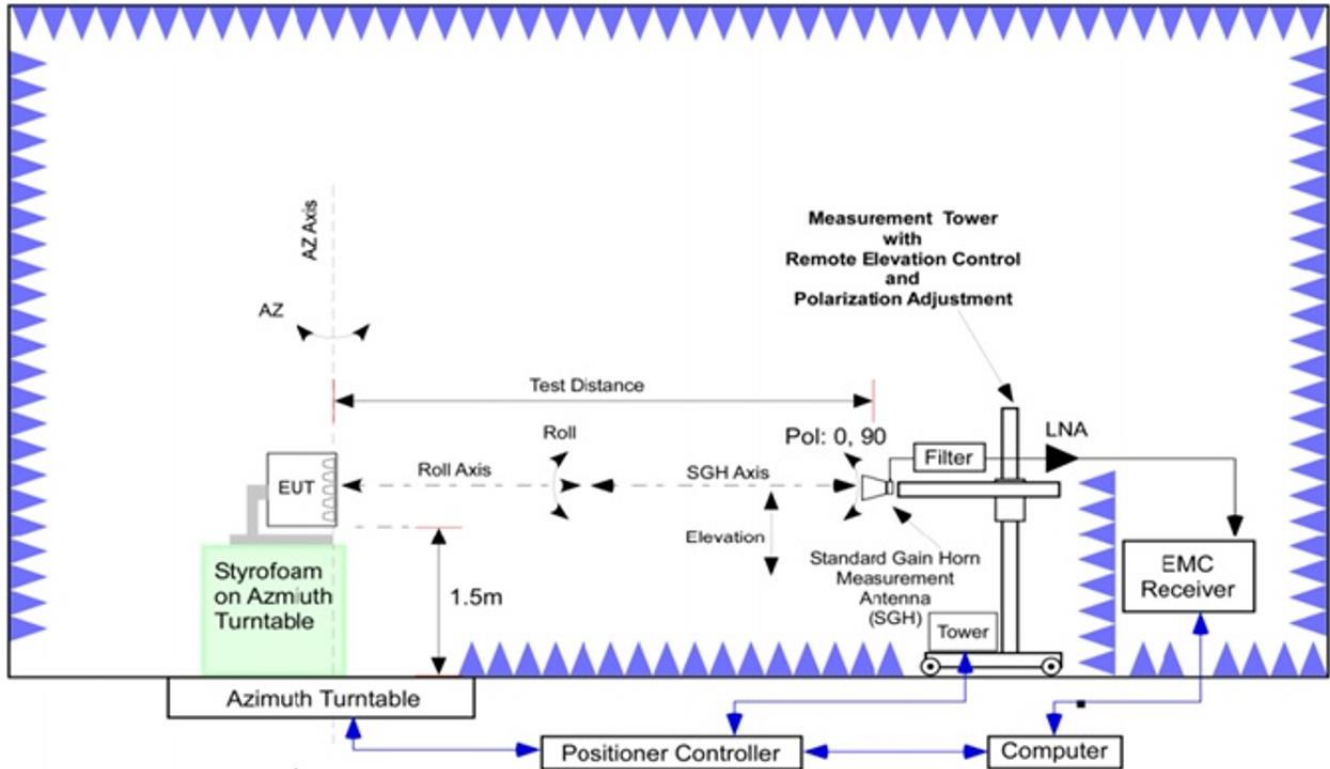 AZ Axis
AZ
Measurement Tower
with
Remote Elevation Control
and
Polarization Adjustment
Test Distance
Roll
Pol: 0, 90
LNA
Filter
EUT
Roll Axis
SGH Axis
Elevation
Standard Gain Horn
Measurement
Antenna
(SGH)
EMC
Receiver
Styrofoam
on Azmiuth
Turntable
1.5m
Tower
Azimuth Turntable
Positioner Controller
Computer